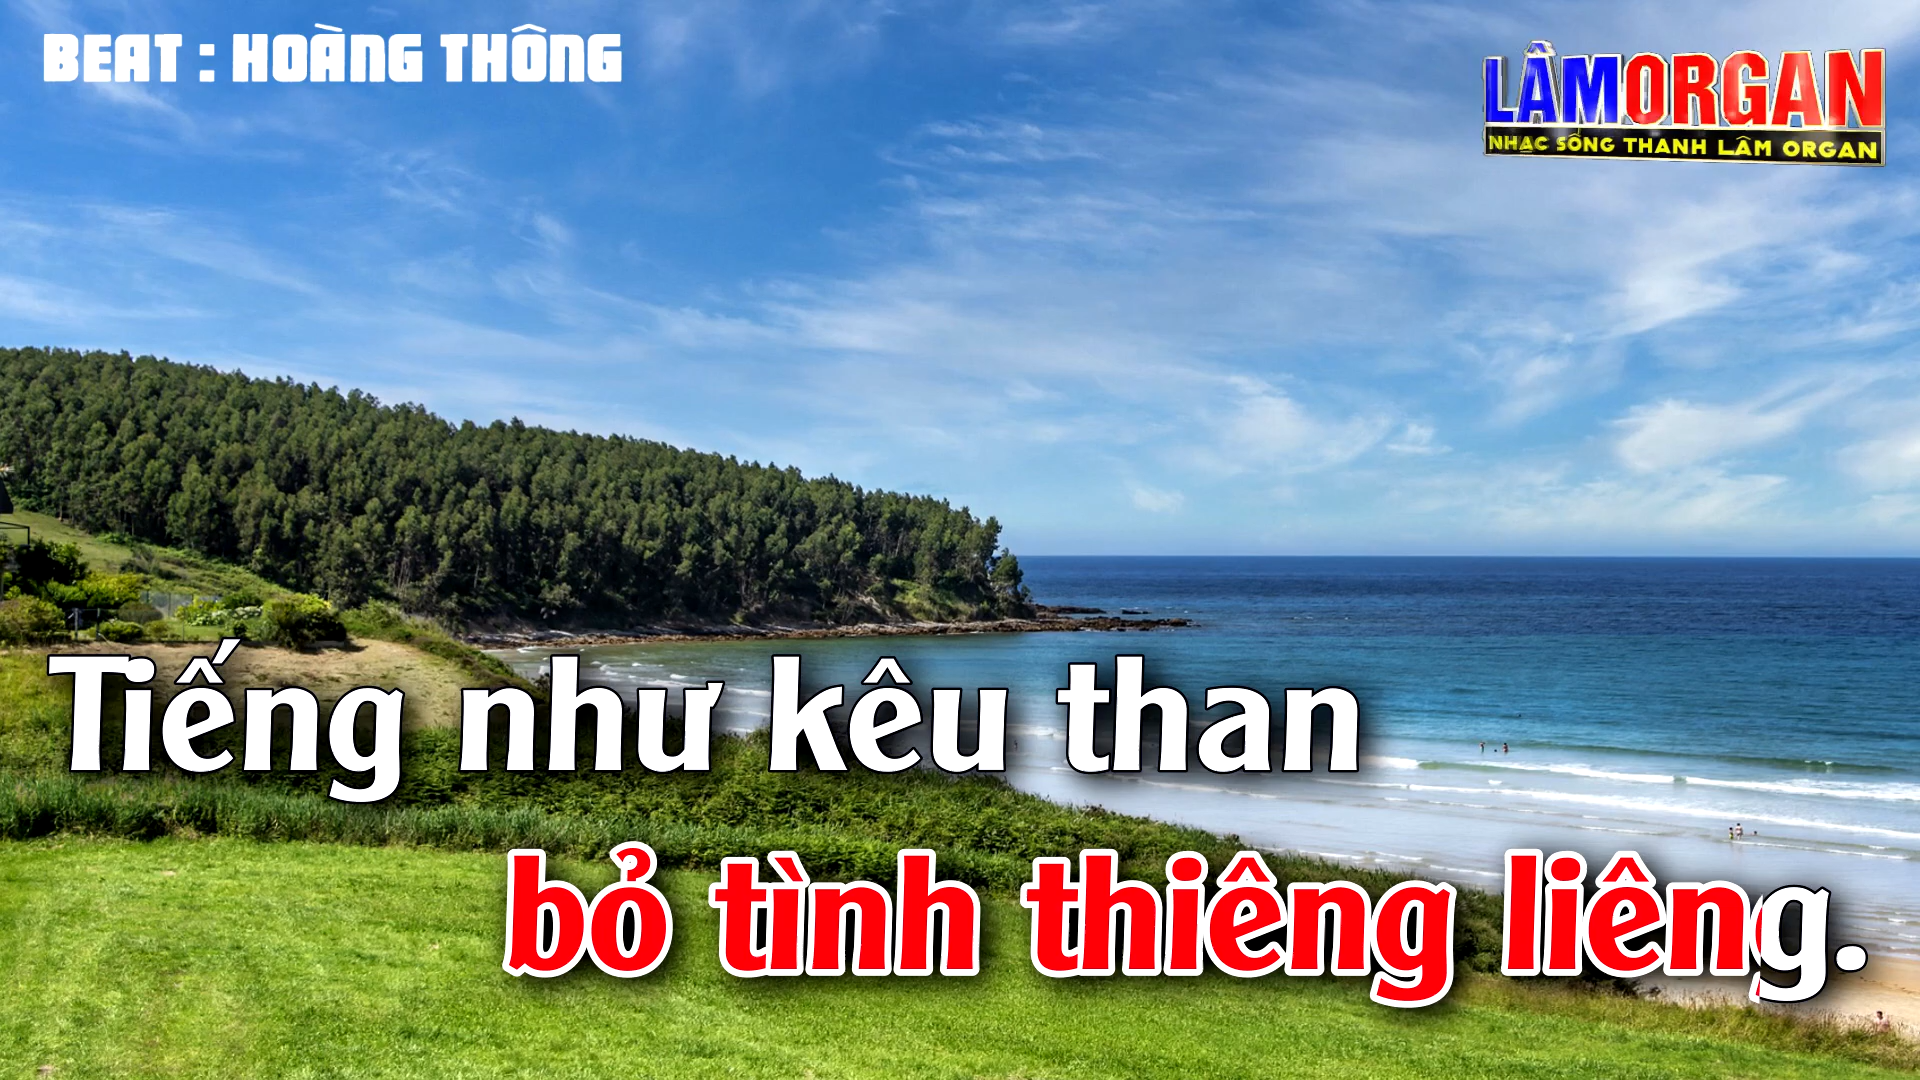 BEAT : HOÀNG THÔNG
LÂMORGAN
NHẠC SỐNG THANH LÂM ORGAN
Tiếng như kêu than
bỏ tình thiêng liêng.